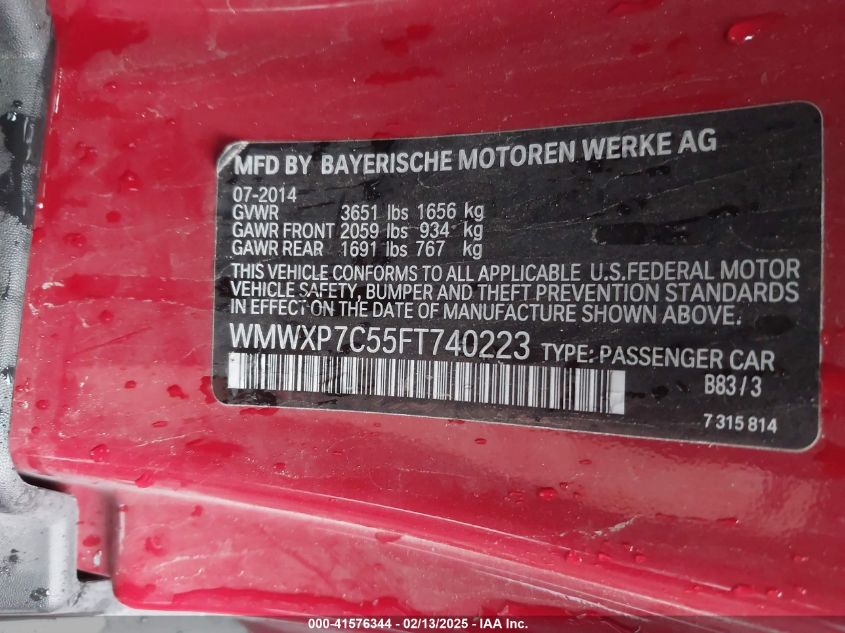 MFD BY BAYERISCHE MOTOREN WERKE AG
07-2014
GVWR 3651 lbs 1656 kg
GAWR FRONT 2059 lbs 934 kg
GAWR REAR 1691 lbs 767 kg
THIS VEHICLE CONFORMS TO ALL APPLICABLE U.S.FEDERAL MOTOR
VEHICLE SAFETY, BUMPER AND THEFT PREVENTION STANDARDS
IN EFFECT ON THE DATE OF MANUFACTURE SHOWN ABOVE.
WMWXP7C55FT740223 TYPE: PASSENGER CAR
B83 / 3
7 315 814
000-41576344 - 02/13/2025 - IAA Inc.